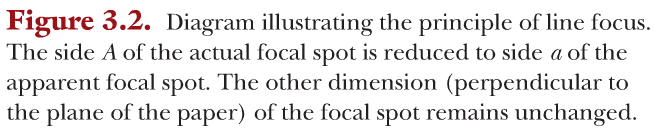 Figure 3.2. Diagram illustrating the principle of line focus.
The side A of the actual focal spot is reduced to side a of the
apparent focal spot. The other dimension (perpendicular to
the plane of the paper) of the focal spot remains unchanged.